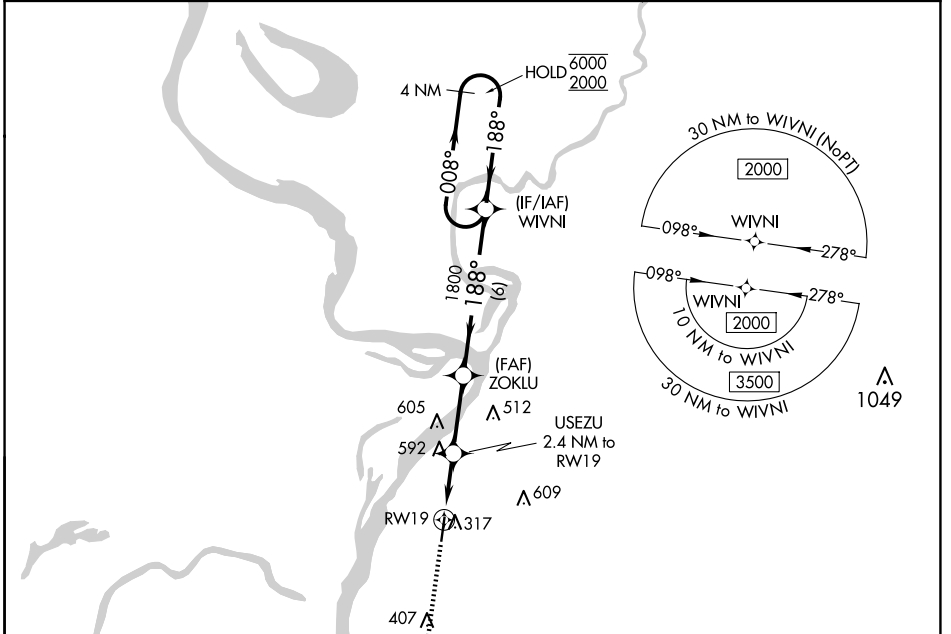 HOLD 6000
2000
4 NM
188°
008°
(IF/IAF)
WIVNI
1800
188°
(6)
(FAF)
ZOKLU
605
512
592
USEZU
2.4 NM to
RW19
609
RW19
317
407
30 NM to WIVNI (NoPT)
2000
WIVNI
098°
278°
098°
278°
WIVNI
2000
10 NM to WIVNI
3500
30 NM to WIVNI
1049